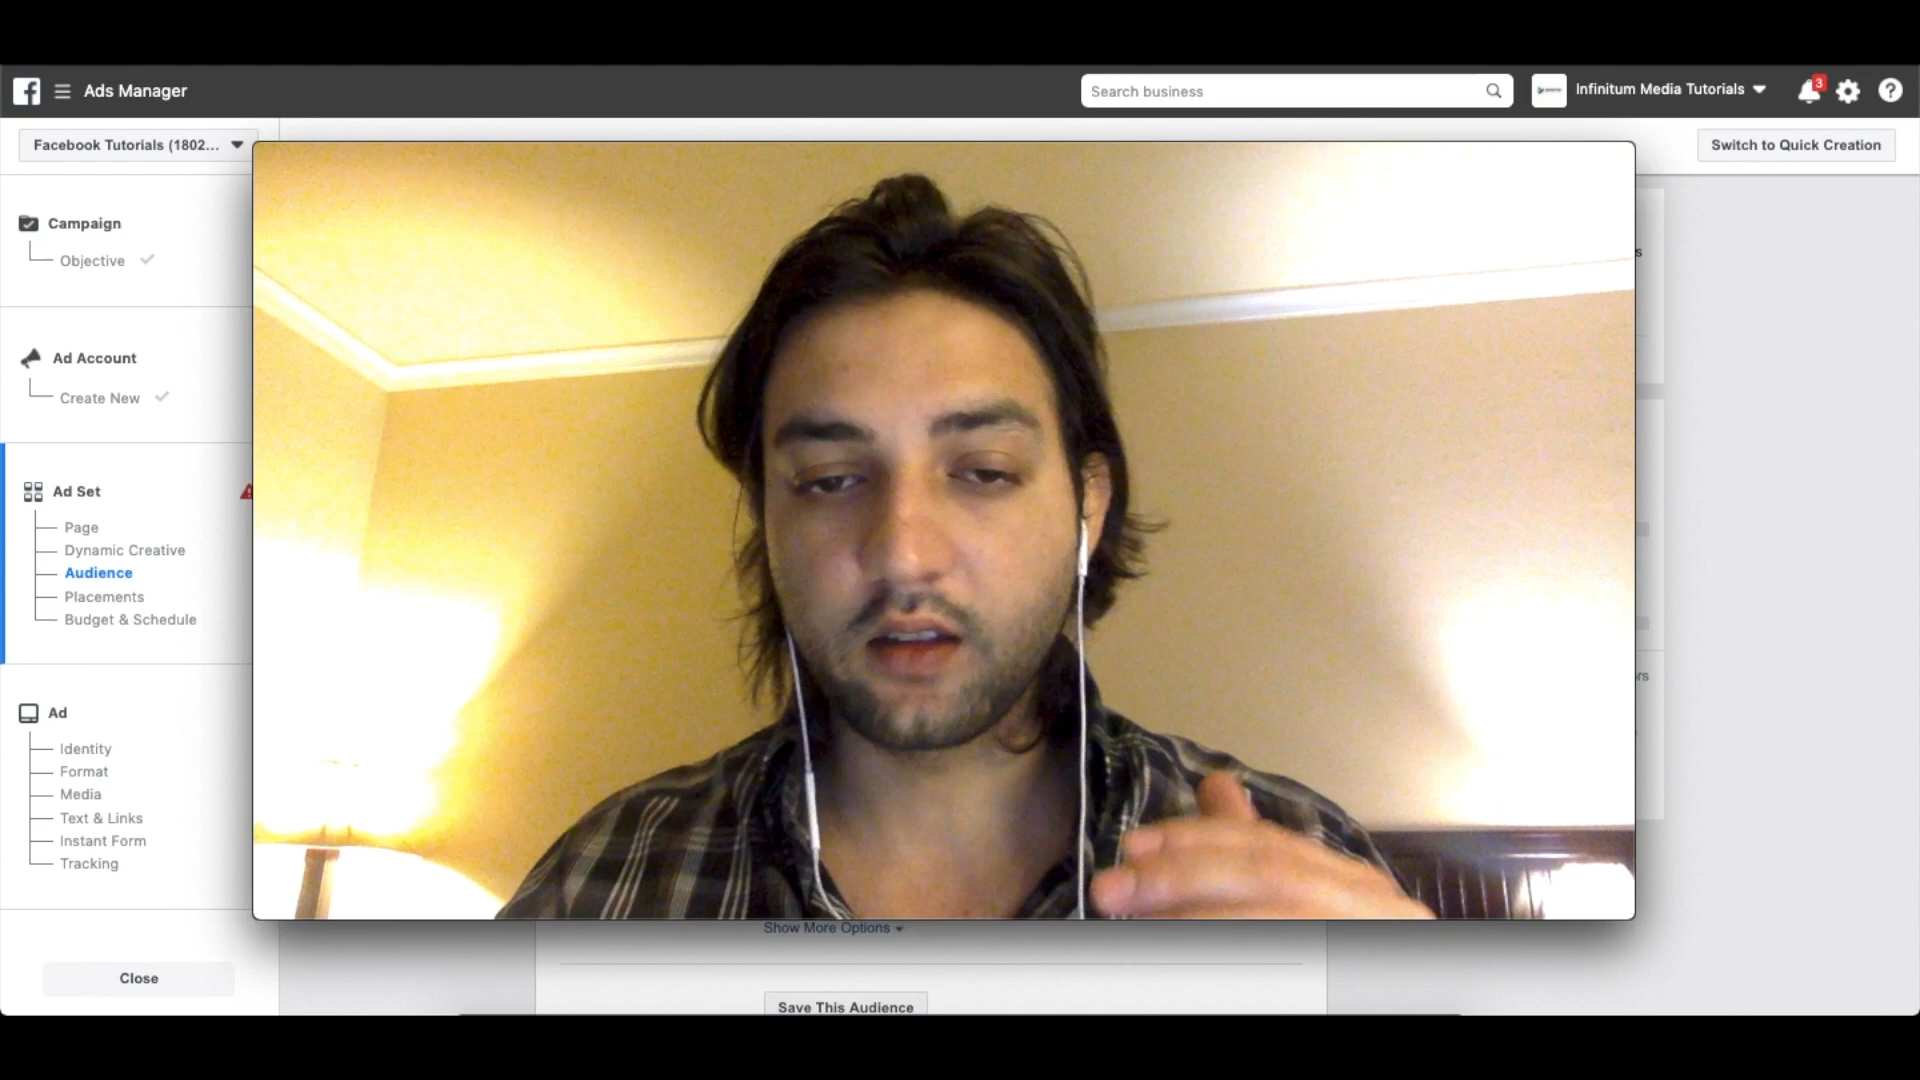 Ads Manager
Search business
Infinitum Media Tutorials
3
Facebook Tutorials (1802...
Switch to Quick Creation
Campaign
Objective
Ad Account
Create New
Ad Set
Page
Dynamic Creative
Audience
Placements
Budget & Schedule
Ad
Identity
Format
Media
Text & Links
Instant Form
Tracking
Show More Options
Close
Save This Audience